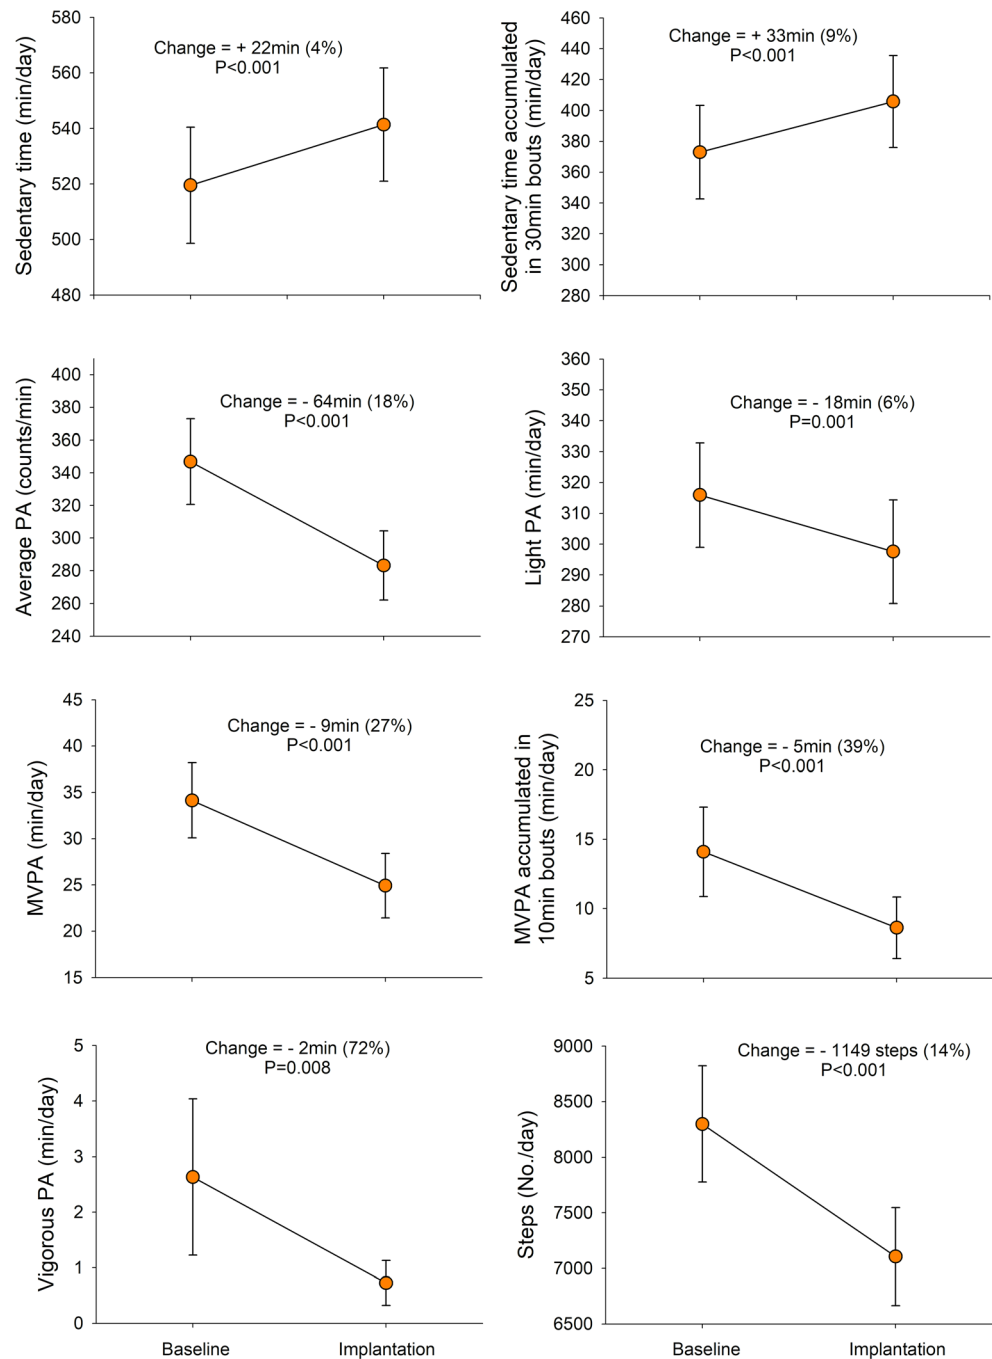 Sedentary time (min/day)
580
560
540
520
500
480
Change = + 22min (4%)
P<0.001
Sedentary time accumulated
in 30min bouts (min/day)
460
440
420
400
380
360
340
320
300
280
Change = + 33min (9%)
P<0.001
Average PA (counts/min)
400
380
360
340
320
300
280
260
240
Change = - 64min (18%)
P<0.001
Light PA (min/day)
360
350
340
330
320
310
300
290
280
270
Change = - 18min (6%)
P=0.001
MVPA (min/day)
45
40
35
30
25
20
15
Change = - 9min (27%)
P<0.001
MVPA accumulated in
10min bouts (min/day)
25
20
15
10
5
Change = - 5min (39%)
P<0.001
Vigorous PA (min/day)
5
4
3
2
1
0
Change = - 2min (72%)
P=0.008
Baseline
Implantation
Steps (No./day)
9000
8500
8000
7500
7000
6500
Change = - 1149 steps (14%)
P<0.001
Baseline
Implantation